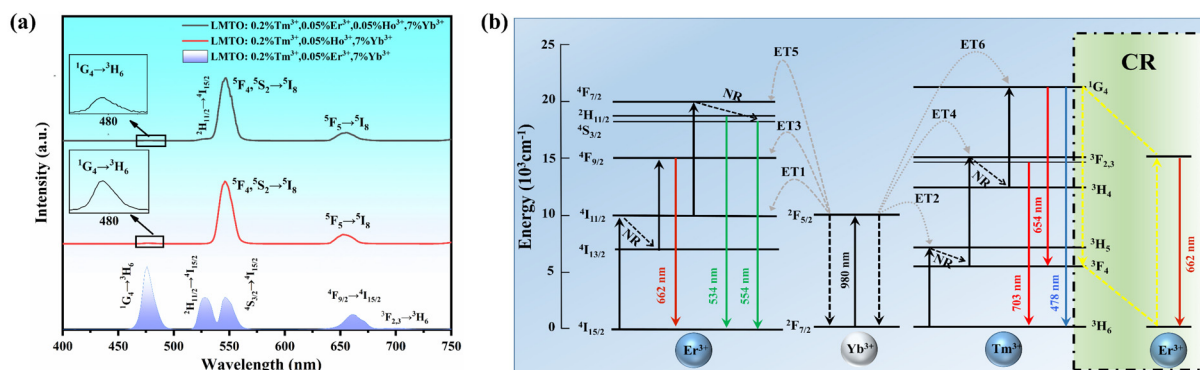 (a)
LMTO: 0.2%Tm³⁺,0.05%Er³⁺,0.05%Ho³⁺,7%Yb³⁺
LMTO: 0.2%Tm³⁺,0.05%Ho³⁺,7%Yb³⁺
LMTO: 0.2%Tm³⁺,0.05%Er³⁺,7%Yb³⁺
¹G₄→³H₆
480
²H₁₁/₂→⁴I₁₅/₂
⁵F₄,⁵S₂→⁵I₈
⁵F₅→⁵I₈
¹G₄→³H₆
480
⁵F₄,⁵S₂→⁵I₈
⁵F₅→⁵I₈
¹G₄→³H₆
²H₁₁/₂→⁴I₁₅/₂
⁴S₃/₂→⁴I₁₅/₂
⁴F₉/₂→⁴I₁₅/₂
³F₂,₃→³H₆
Intensity (a.u.)
400 450 500 550 600 650 700 750
Wavelength (nm)
(b)
Energy (10³cm⁻¹)
25
20
15
10
5
0
⁴F₇/₂
²H₁₁/₂
⁴S₃/₂
⁴F₉/₂
⁴I₁₁/₂
⁴I₁₃/₂
⁴I₁₅/₂
NR
NR
662 nm
534 nm
554 nm
Er³⁺
ET5
ET3
ET1
²F₅/₂
980 nm
²F₇/₂
Yb³⁺
ET6
ET4
ET2
NR
NR
¹G₄
³F₂,₃
³H₄
³H₅
³F₄
³H₆
703 nm
654 nm
478 nm
Tm³⁺
CR
662 nm
Er³⁺